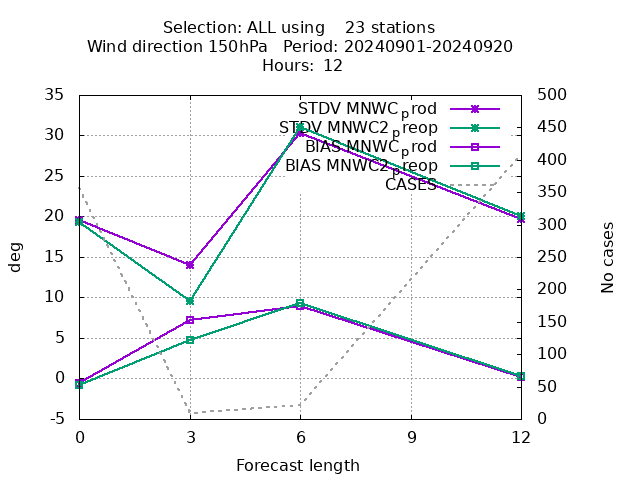 Selection: ALL using    23 stations
Wind direction 150hPa   Period: 20240901-20240920
Hours:  12
35
30
25
20
15
10
5
0
-5
500
450
400
350
300
250
200
150
100
50
0
STDV MNWC_prod
STDV MNWC2_preop
BIAS MNWC_prod
BIAS MNWC2_preop
CASES
deg
No cases
0 3 6 9 12
Forecast length